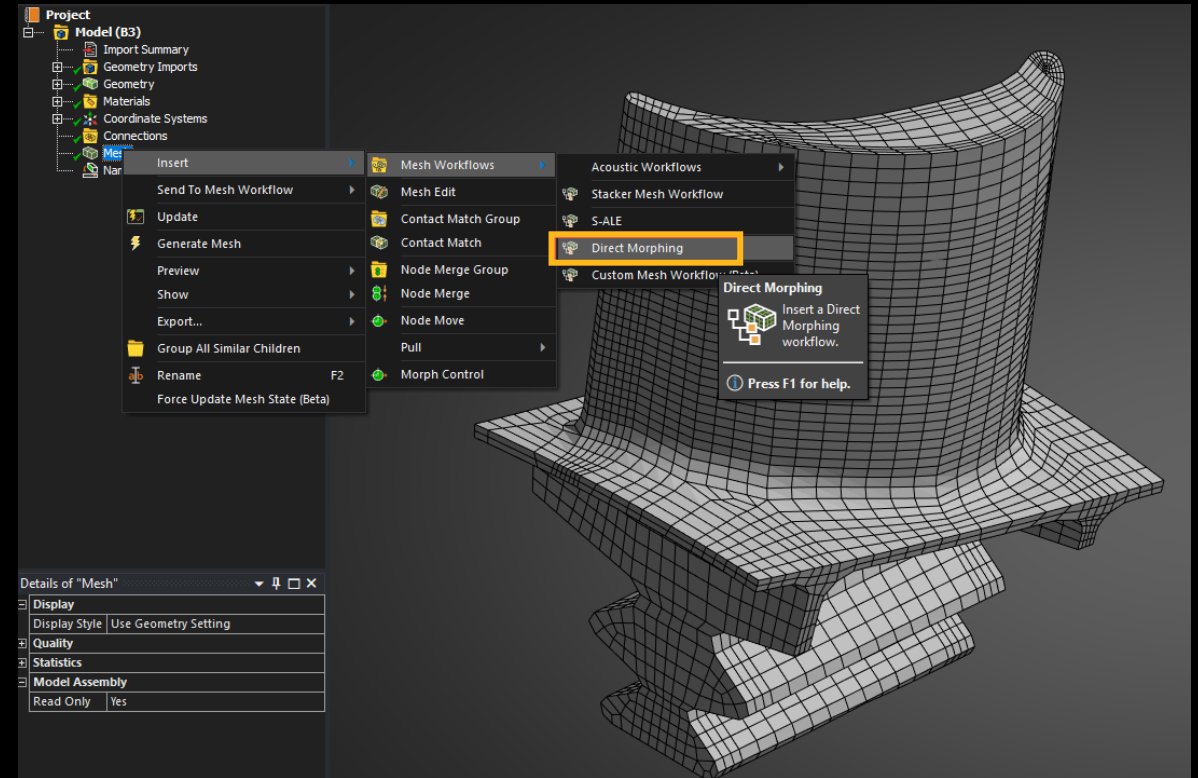 Project
Model (B3)
Import Summary
Geometry Imports
Geometry
Materials
Coordinate Systems
Connections
Mes
Nar
Insert
Send To Mesh Workflow
Update
Generate Mesh
Preview
Show
Export...
Group All Similar Children
Rename F2
Force Update Mesh State (Beta)
Mesh Workflows
Mesh Edit
Contact Match Group
Contact Match
Node Merge Group
Node Merge
Node Move
Pull
Morph Control
Acoustic Workflows
Stacker Mesh Workflow
S-ALE
Direct Morphing
Custom Mesh Workflow (Beta)
Direct Morphing
Insert a Direct
Morphing
workflow.
Press F1 for help.
Details of "Mesh"
Display
Display Style Use Geometry Setting
Quality
Statistics
Model Assembly
Read Only Yes